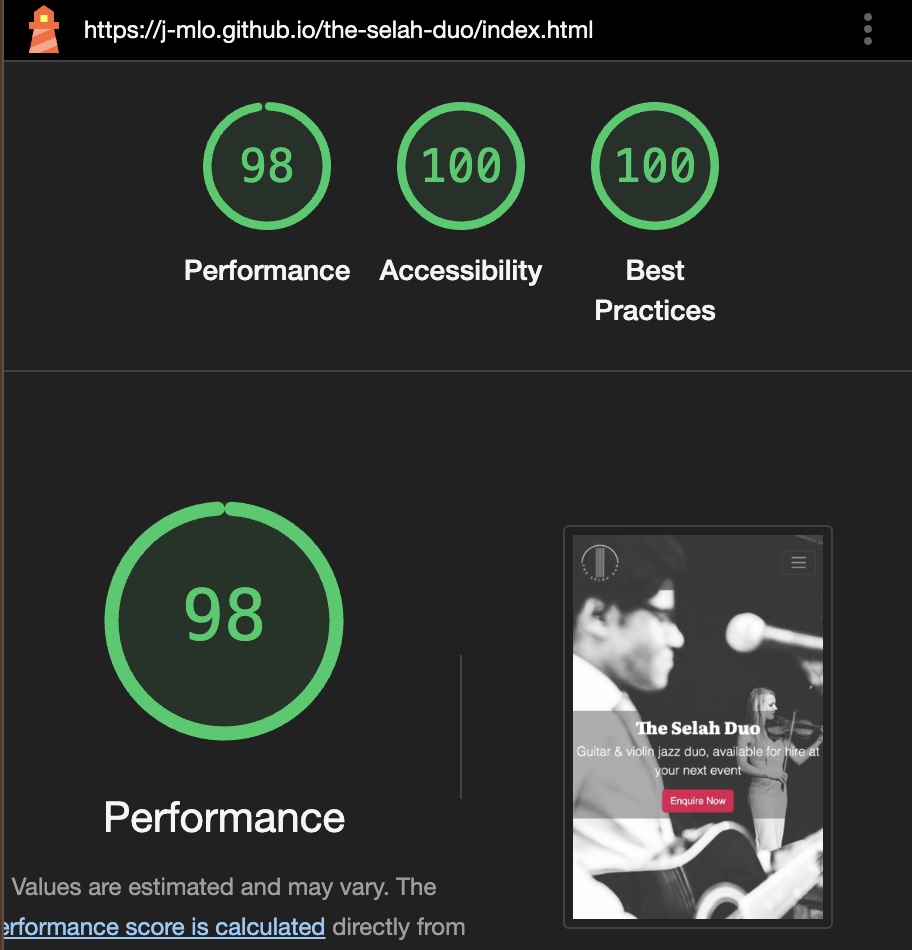 https://j-mlo.github.io/the-selah-duo/index.html
98
100
100
Performance
Accessibility
Best
Practices
98
Performance
Values are estimated and may vary. The
erformance score is calculated directly from
The Selah Duo
Guitar & violin jazz duo, available for hire at
your next event
Enquire Now